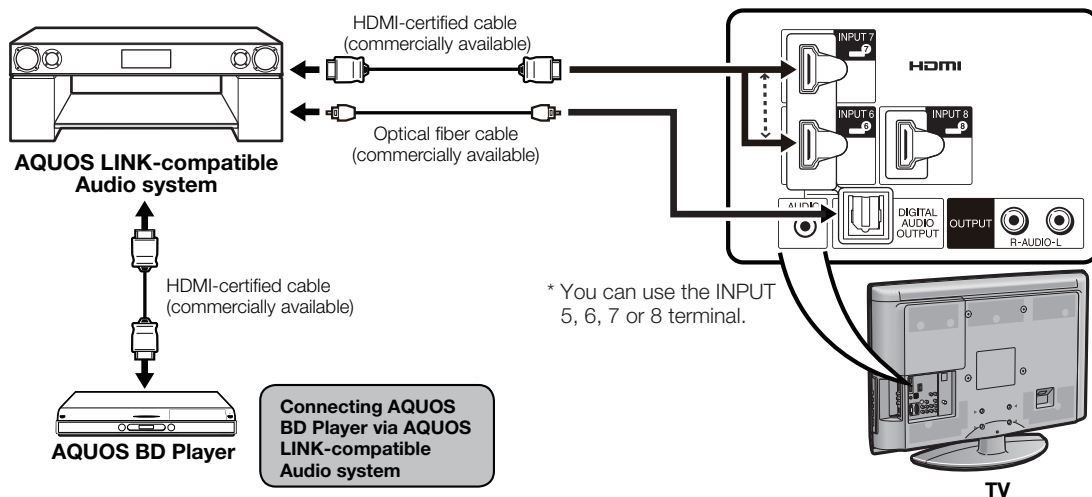 HDMI-certified cable
(commercially available)
Optical fiber cable
(commercially available)
AQUOS LINK-compatible
Audio system
HDMI-certified cable
(commercially available)
AQUOS BD Player
Connecting AQUOS
BD Player via AQUOS
LINK-compatible
Audio system
* You can use the INPUT
5, 6, 7 or 8 terminal.
INPUT 7
7
HDMI
INPUT 6
6
INPUT 8
8
AUDIO
DIGITAL
AUDIO
OUTPUT
OUTPUT
R-AUDIO-L
TV